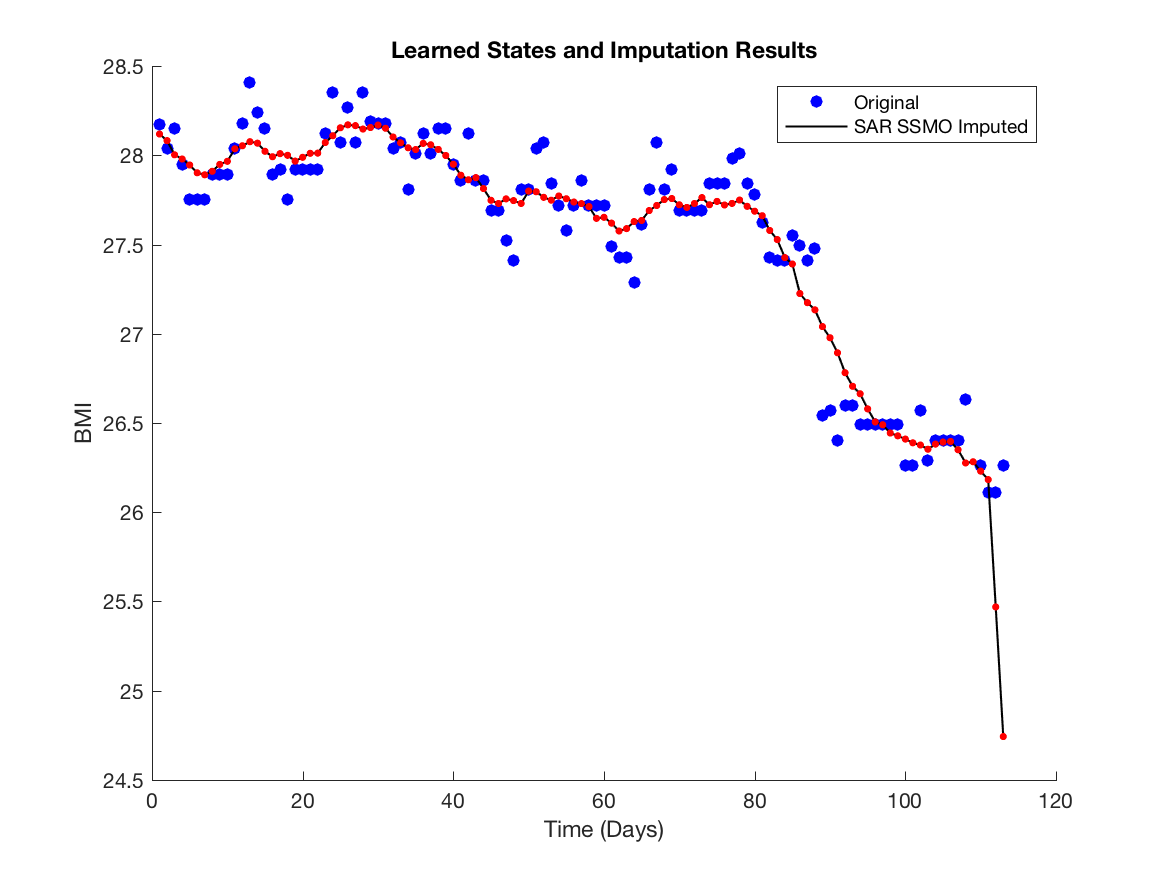 Learned States and Imputation Results
Original
SAR SSMO Imputed
28.5
28
27.5
27
26.5
26
25.5
25
24.5
BMI
0 20 40 60 80 100 120
Time (Days)